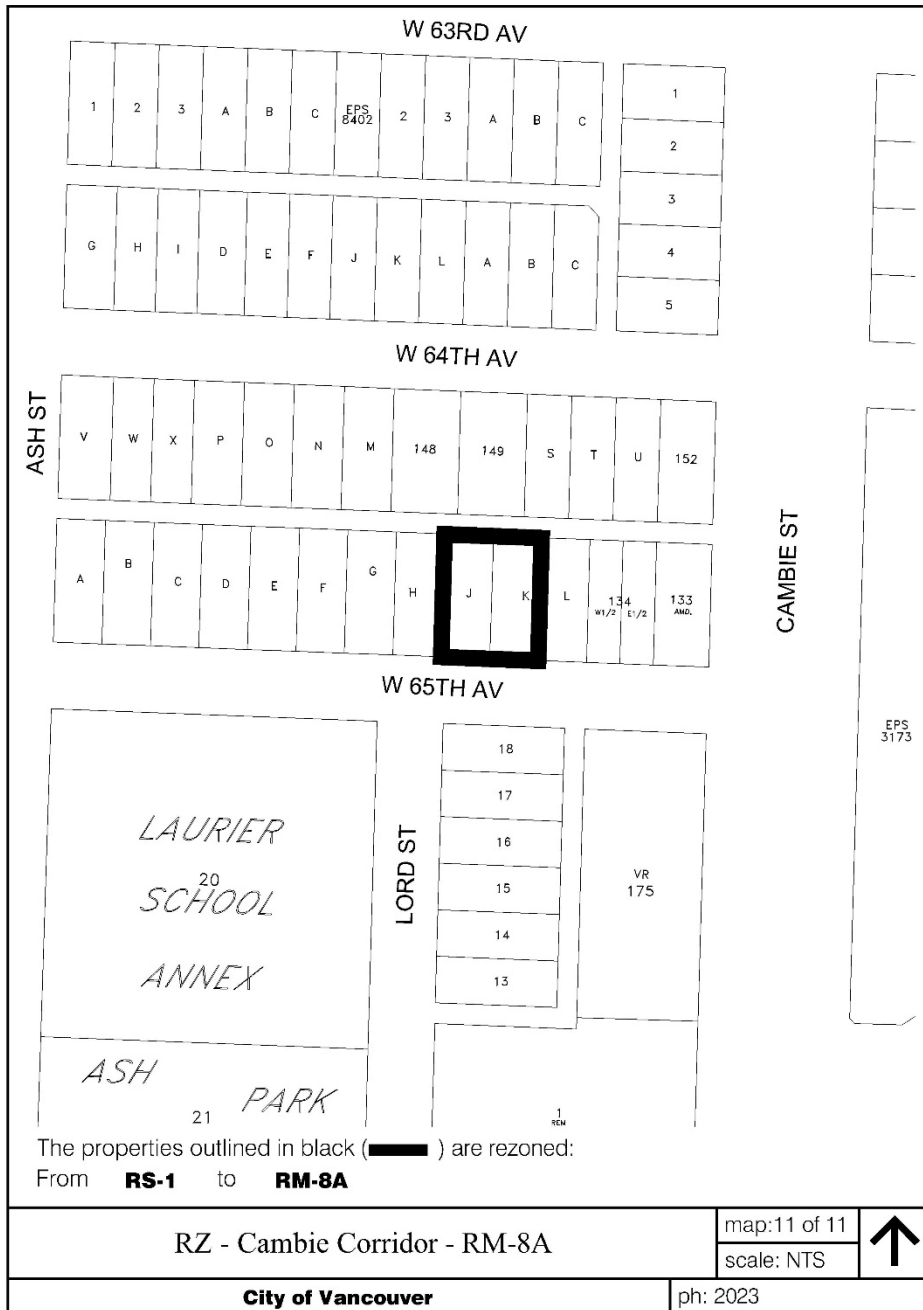 W 63RD AV
1 2 3 A B C EPS 8402 2 3 A B C
1
2
3
4
5
G H I D E F J K L A B C
W 64TH AV
ASH ST
V W X P O N M 148 149 S T U 152
CAMBIE ST
A B C D E F G H J K L 134 W1/2 E1/2 133 AMD.
W 65TH AV
EPS
3173
LAURIER
20
SCHOOL
ANNEX
LORD ST
18
17
16
15
14
13
VR
175
ASH
PARK
21
1
REM
The properties outlined in black ( ) are rezoned:
From RS-1 to RM-8A
RZ - Cambie Corridor - RM-8A
map:11 of 11
scale: NTS
City of Vancouver
ph: 2023